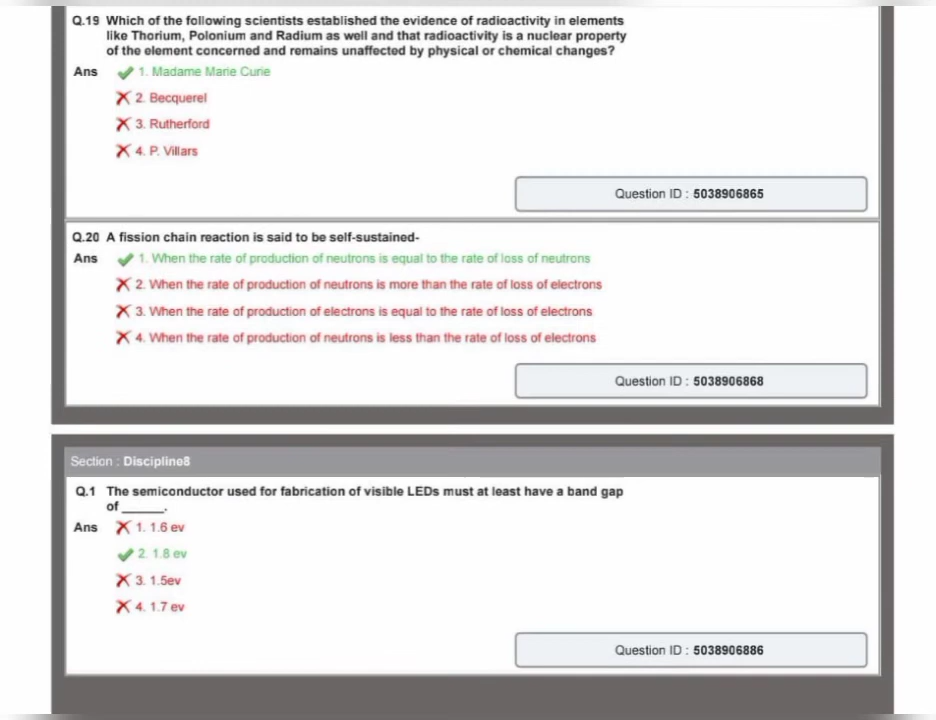 Q.19 Which of the following scientists established the evidence of radioactivity in elements
like Thorium, Polonium and Radium as well and that radioactivity is a nuclear property
of the element concerned and remains unaffected by physical or chemical changes?
Ans 1. Madame Marie Curie
2. Becquerel
3. Rutherford
4. P. Villars
Question ID : 5038906865
Q.20 A fission chain reaction is said to be self-sustained-
Ans 1. When the rate of production of neutrons is equal to the rate of loss of neutrons
2. When the rate of production of neutrons is more than the rate of loss of electrons
3. When the rate of production of electrons is equal to the rate of loss of electrons
4. When the rate of production of neutrons is less than the rate of loss of electrons
Question ID : 5038906868
Section : Discipline8
Q.1 The semiconductor used for fabrication of visible LEDs must at least have a band gap
of ______.
Ans 1. 1.6 ev
2. 1.8 ev
3. 1.5ev
4. 1.7 ev
Question ID : 5038906886